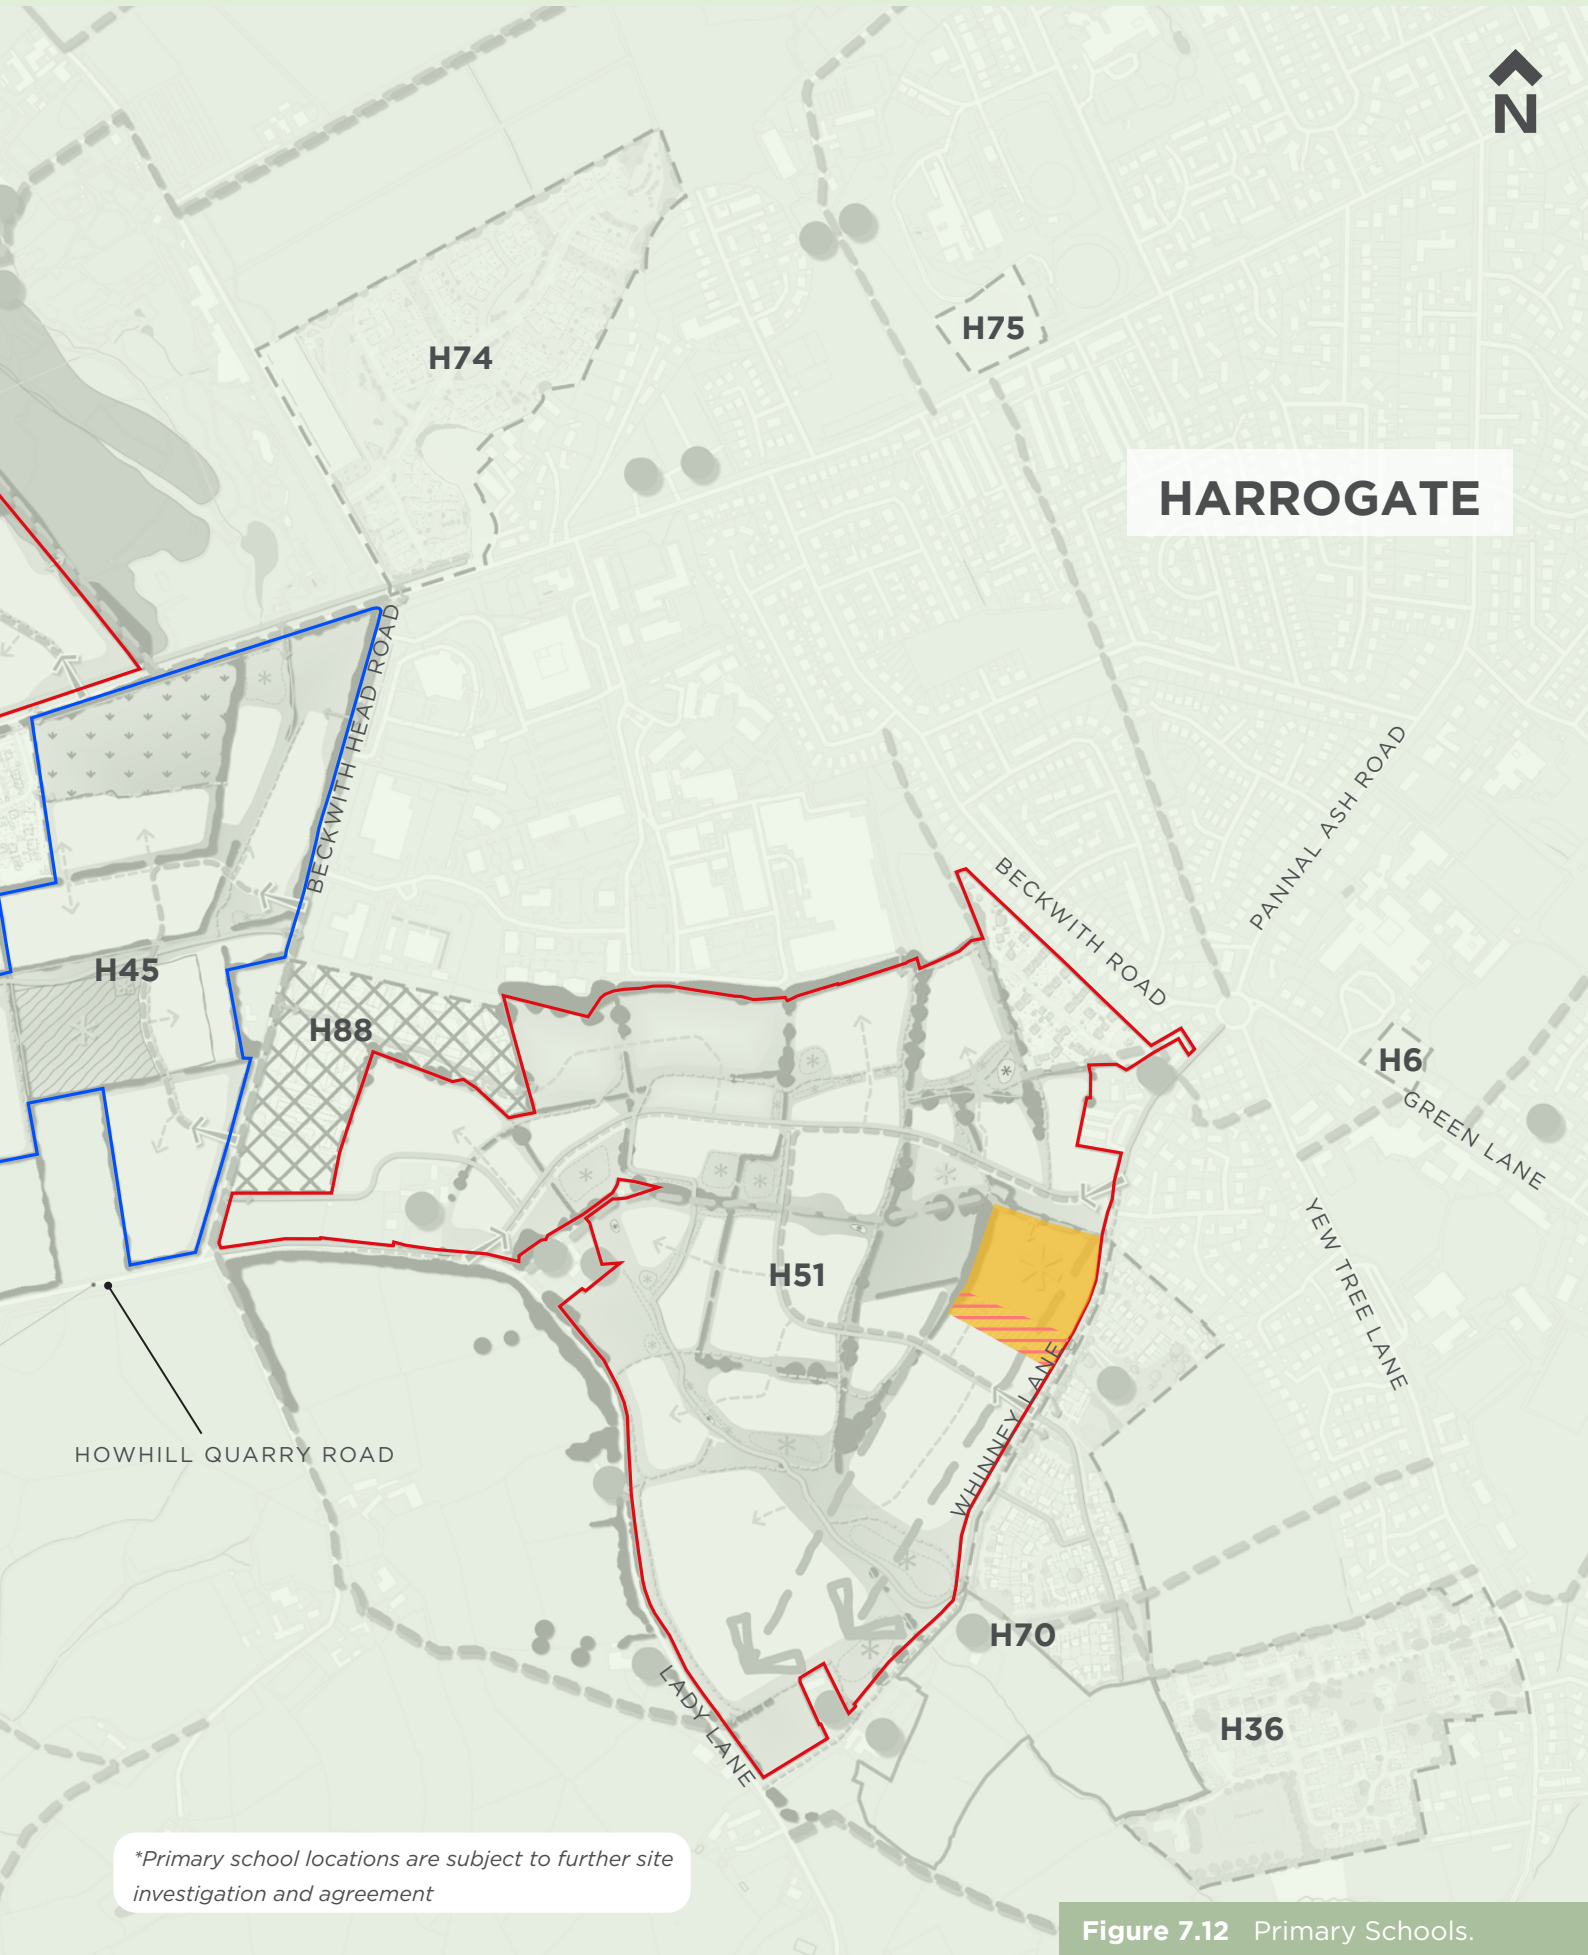 N
H74
H75
HARROGATE
BECKWITH HEAD ROAD
PANNAL ASH ROAD
BECKWITH ROAD
H45
H88
H6
GREEN LANE
YEW TREE LANE
H51
WHINNEY LANE
HOWHILL QUARRY ROAD
H70
LADY LANE
H36
*Primary school locations are subject to further site
investigation and agreement
Figure 7.12 Primary Schools.